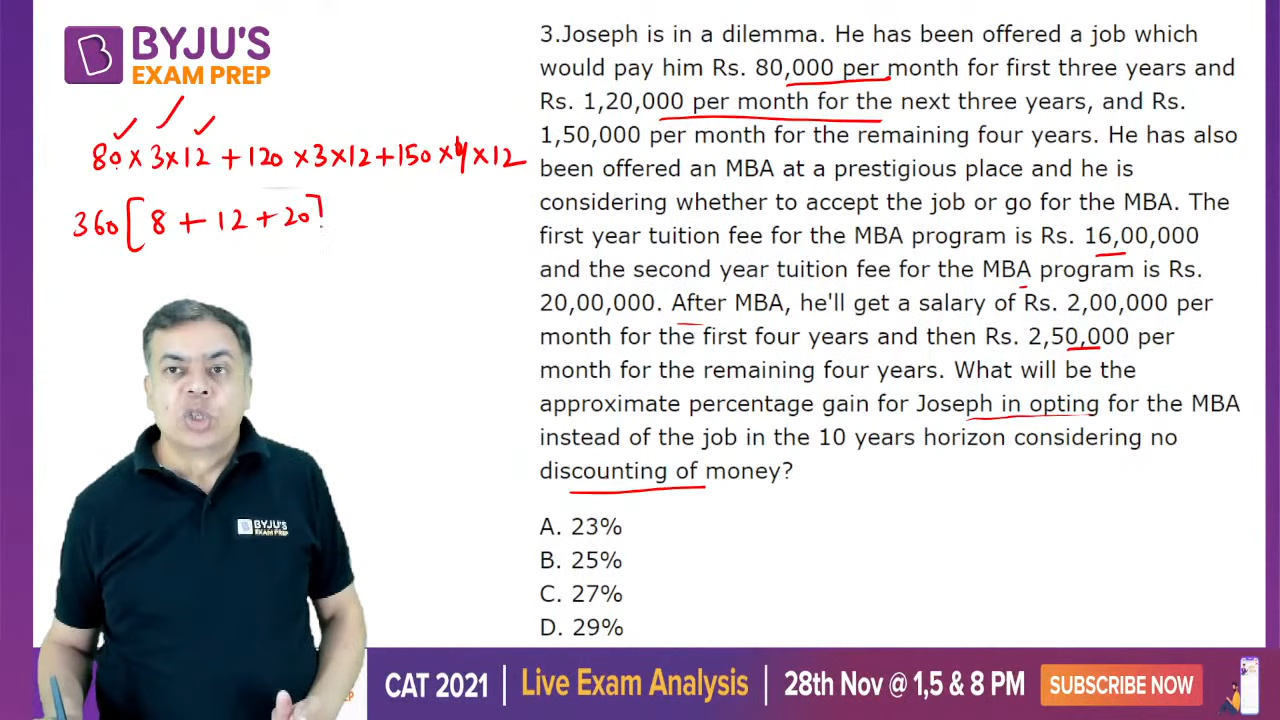 BYJU'S
EXAM PREP
80 × 3 × 12 + 120 × 3 × 12 + 150 × 4 × 12
360 [ 8 + 12 + 20 ]
3.Joseph is in a dilemma. He has been offered a job which
would pay him Rs. 80,000 per month for first three years and
Rs. 1,20,000 per month for the next three years, and Rs.
1,50,000 per month for the remaining four years. He has also
been offered an MBA at a prestigious place and he is
considering whether to accept the job or go for the MBA. The
first year tuition fee for the MBA program is Rs. 16,00,000
and the second year tuition fee for the MBA program is Rs.
20,00,000. After MBA, he'll get a salary of Rs. 2,00,000 per
month for the first four years and then Rs. 2,50,000 per
month for the remaining four years. What will be the
approximate percentage gain for Joseph in opting for the MBA
instead of the job in the 10 years horizon considering no
discounting of money?
A. 23%
B. 25%
C. 27%
D. 29%
BYJU'S
EXAM PREP
CAT 2021 Live Exam Analysis 28th Nov @ 1,5 & 8 PM SUBSCRIBE NOW